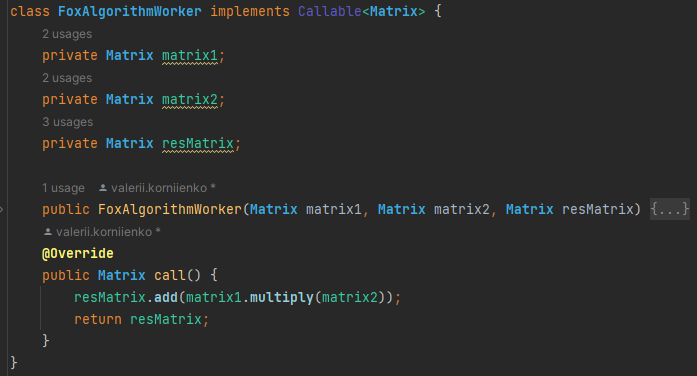 class FoxAlgorithmWorker implements Callable<Matrix> {
2 usages
private Matrix matrix1;
2 usages
private Matrix matrix2;
3 usages
private Matrix resMatrix;
1 usage valerii.korniienko *
public FoxAlgorithmWorker(Matrix matrix1, Matrix matrix2, Matrix resMatrix) {...}
valerii.korniienko *
@Override
public Matrix call() {
resMatrix.add(matrix1.multiply(matrix2));
return resMatrix;
}
}